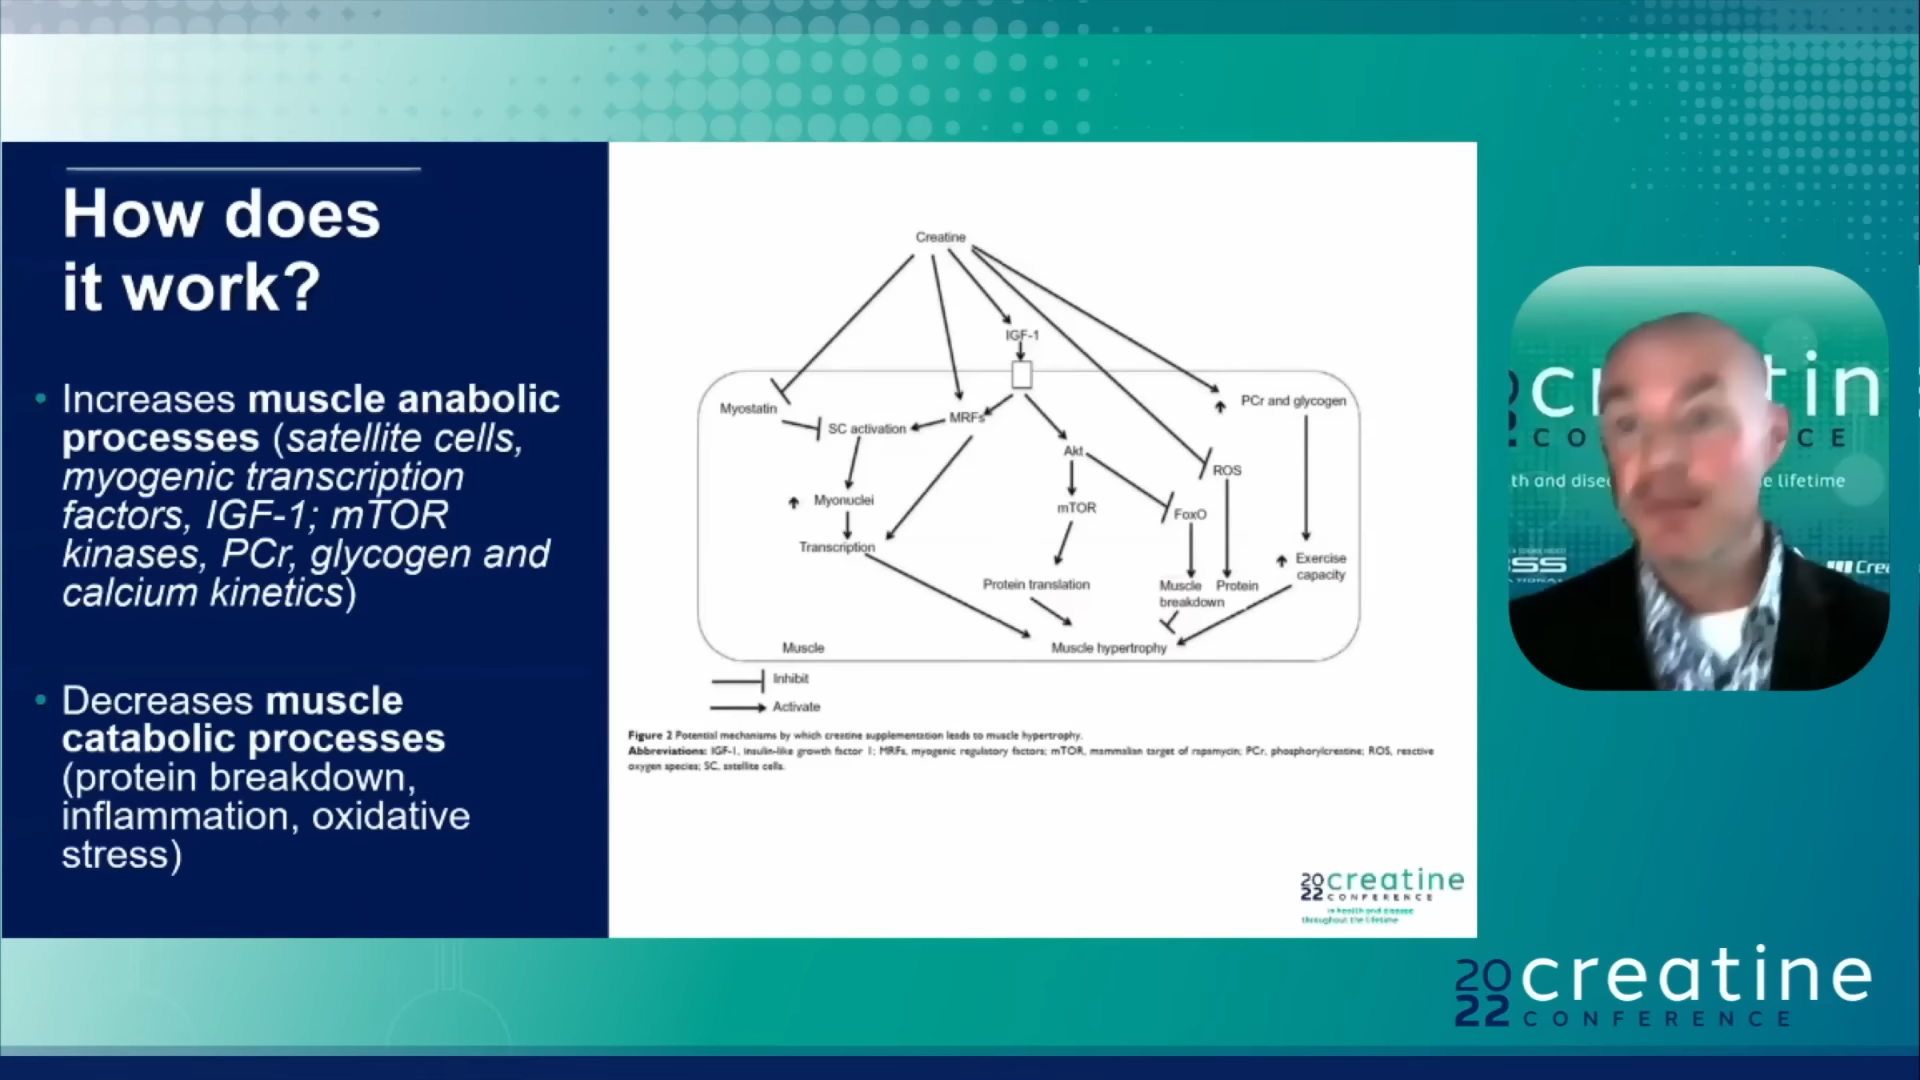 How does
it work?
• Increases muscle anabolic
processes (satellite cells,
myogenic transcription
factors, IGF-1; mTOR
kinases, PCr, glycogen and
calcium kinetics)
• Decreases muscle
catabolic processes
(protein breakdown,
inflammation, oxidative
stress)
Creatine
IGF-1
Myostatin
SC activation
MRFs
PCr and glycogen
Akt
ROS
Myonuclei
mTOR
FoxO
Transcription
Protein translation
Muscle
breakdown
Protein
Exercise
capacity
Muscle
Muscle hypertrophy
Inhibit
Activate
Figure 2 Potential mechanisms by which creatine supplementation leads to muscle hypertrophy.
Abbreviations: IGF-1, insulin-like growth factor 1; MRFs, myogenic regulatory factors; mTOR, mammalian target of rapamycin; PCr, phosphorylcreatine; ROS, reactive
oxygen species; SC, satellite cells.
2022 creatine
CONFERENCE
in health and disease
throughout the lifetime
2022 creatine
CONFERENCE